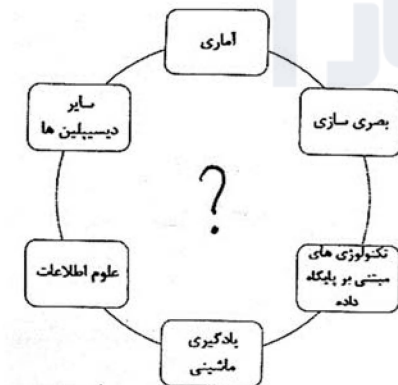 آماری
بصری سازی
تکنولوژی های
مبتنی بر پایگاه
داده
یادگیری
ماشینی
علوم اطلاعات
سایر
دیسیپلین ها
?